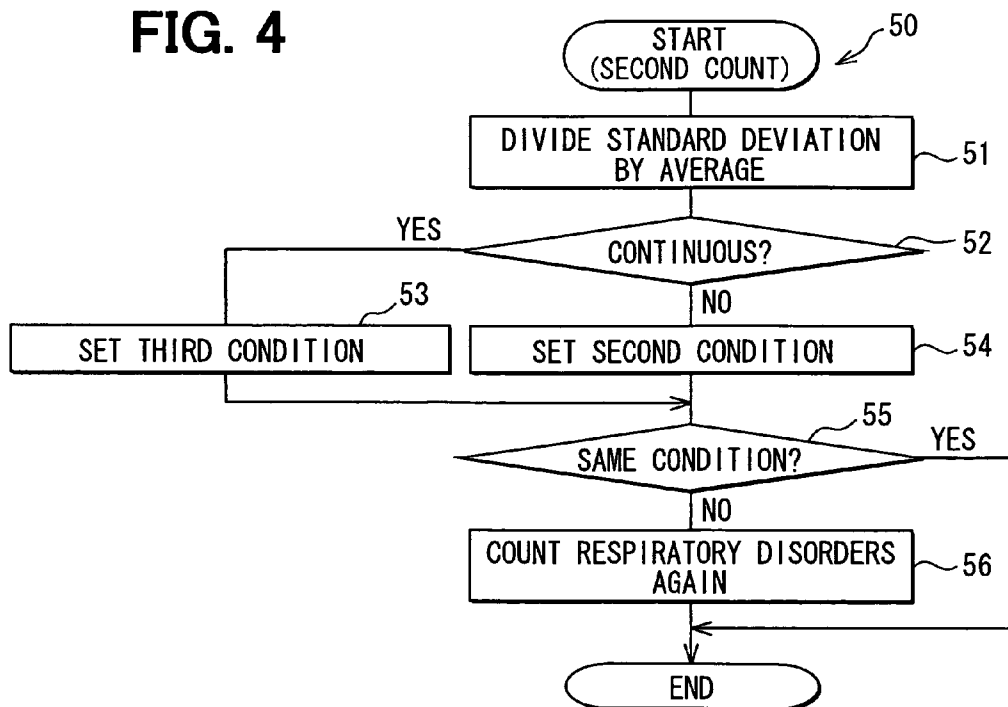 FIG. 4
START
(SECOND COUNT)
50
DIVIDE STANDARD DEVIATION
BY AVERAGE
51
YES
CONTINUOUS?
52
NO
53
SET THIRD CONDITION
SET SECOND CONDITION
54
55
SAME CONDITION?
YES
NO
COUNT RESPIRATORY DISORDERS
AGAIN
56
END